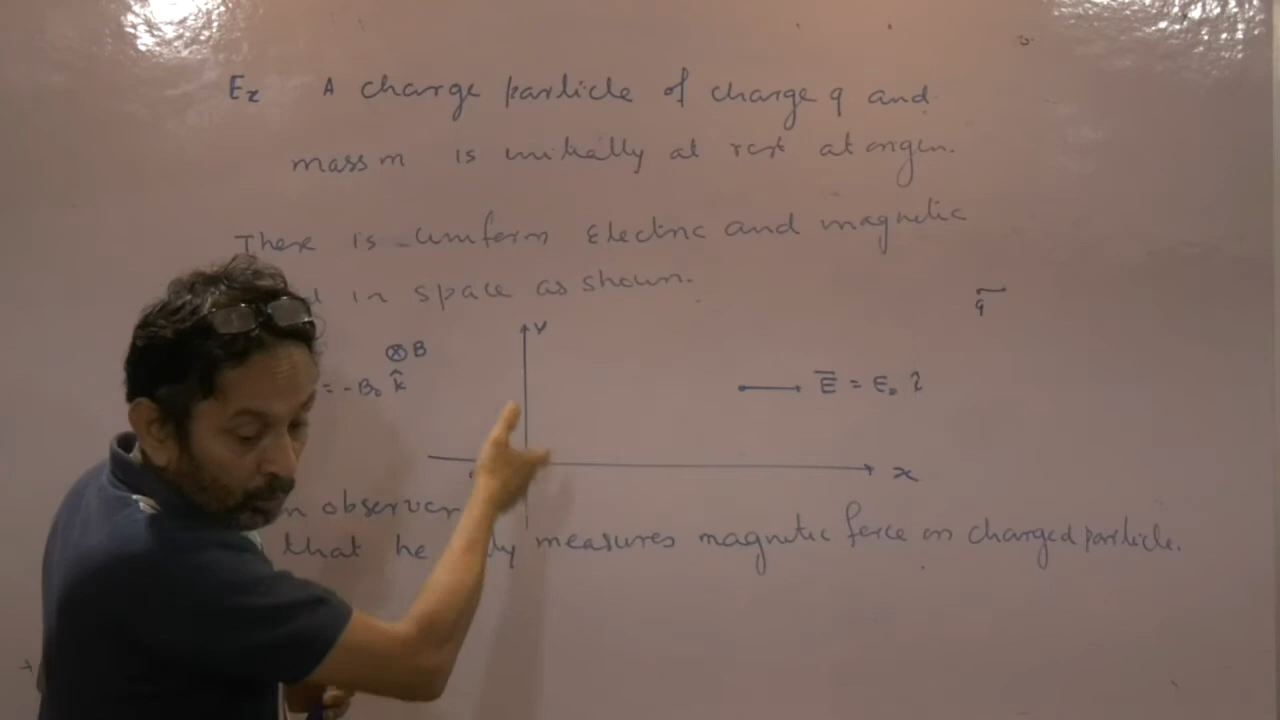 Ex A charge particle of charge q and
mass m is initially at rest at origin.
There is uniform Electric and magnetic
in space as shown.
q
y
⊗ B
= -B₀ k̂
E̅ = E₀ î
x
observer
that he measures magnetic force on charged particle.